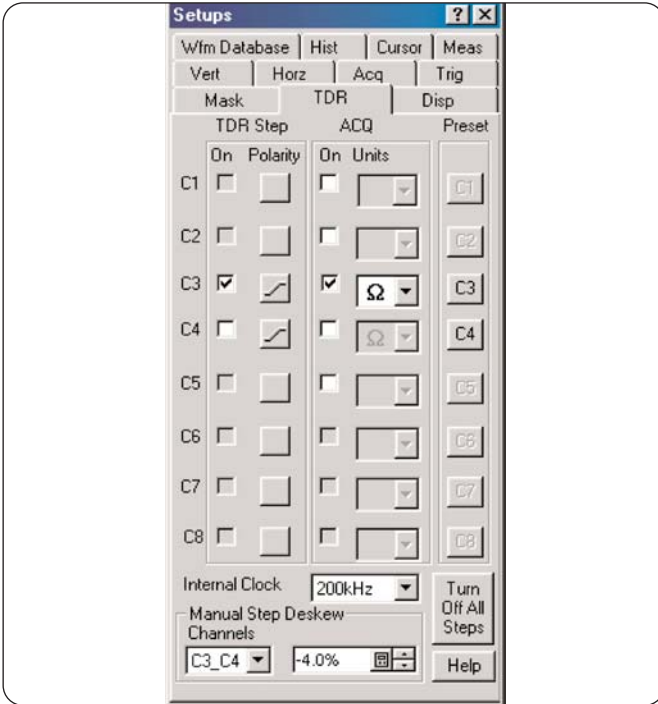 Setups
Wfm Database Hist Cursor Meas
Vert Horz Acq Trig
Mask TDR Disp
TDR Step ACQ Preset
On Polarity On Units
C1 C1
C2 C2
C3 Ω C3
C4 Ω C4
C5 C5
C6 C6
C7 C7
C8 C8
Internal Clock 200kHz Turn Off All Steps
Manual Step Deskew
Channels
C3_C4 -4.0% Help